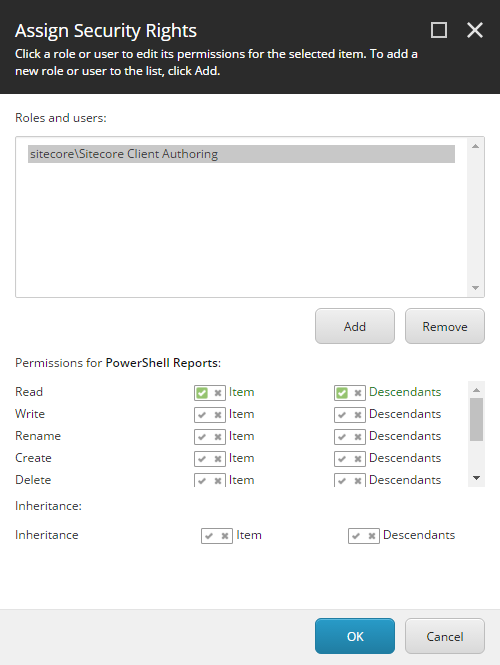 Assign Security Rights
Click a role or user to edit its permissions for the selected item. To add a
new role or user to the list, click Add.
Roles and users:
sitecore\Sitecore Client Authoring
Add Remove
Permissions for PowerShell Reports:
Read Item Descendants
Write Item Descendants
Rename Item Descendants
Create Item Descendants
Delete Item Descendants
Inheritance:
Inheritance Item Descendants
OK Cancel